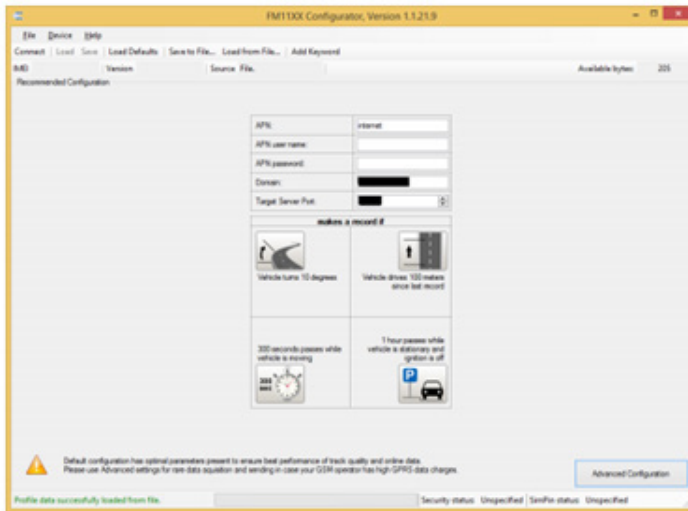 FM11XX Configurator, Version 1.1.21.9
File Device Help
Connect Load Save Load Defaults Save to File... Load from File... Add Keyword
IMEI Version Source File. Available bytes: 205
Recommended Configuration
APN: internet
APN user name:
APN password:
Domain:
Target Server Port:
makes a record if
Vehicle turns 10 degrees
Vehicle drives 100 meters since last record
300 seconds passes while vehicle is moving
300 sec
1 hour passes while vehicle is stationary and ignition is off
P
Default configuration has optimal parameters present to ensure best performance of track quality and online data.
Please use Advanced settings for rare data aquisition and sending in case your GSM operator has high GPRS data charges.
Advanced Configuration
Profile data successfully loaded from file. Security status: Unspecified SimPin status: Unspecified